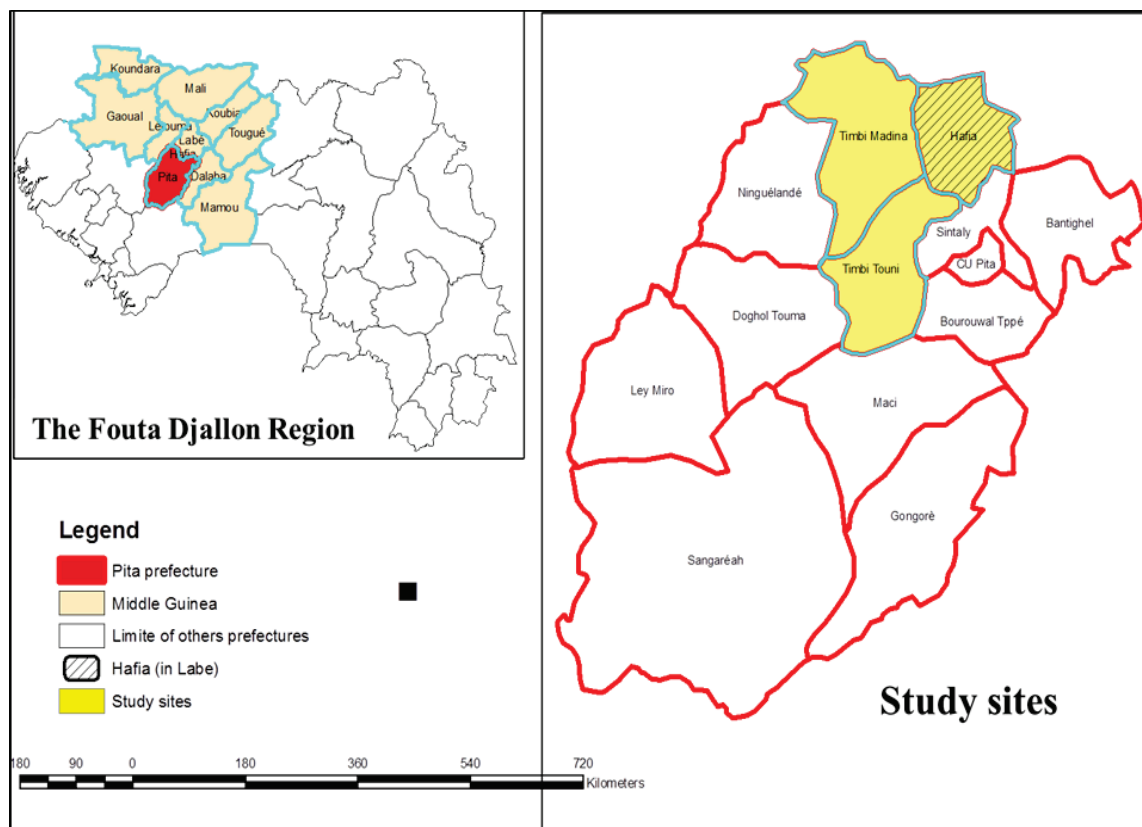 Koundara
Mali
Gaoual
Koubia
Lelouma
Tougué
Labé
Hafia
Pita
Dalaba
Mamou
The Fouta Djallon Region
Legend
Pita prefecture
Middle Guinea
Limite of others prefectures
Hafia (in Labe)
Study sites
180 90 0 180 360 540 720
Kilometers
Timbi Madina
Hafia
Ninguélandé
Bantighel
Sintaly
CU Pita
Timbi Touni
Doghol Touma
Bourouwal Tppé
Ley Miro
Maci
Gongorè
Sangaréah
Study sites